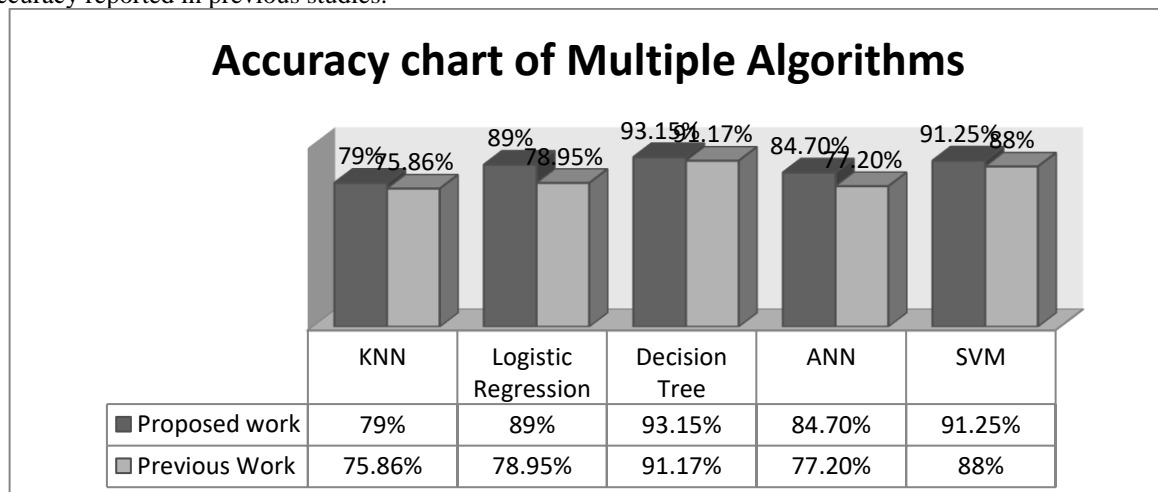 accuracy reported in previous studies.
Accuracy chart of Multiple Algorithms
79% 75.86% 89% 78.95% 93.15% 91.17% 84.70% 77.20% 91.25% 88%
KNN Logistic Regression Decision Tree ANN SVM
Proposed work 79% 89% 93.15% 84.70% 91.25%
Previous Work 75.86% 78.95% 91.17% 77.20% 88%